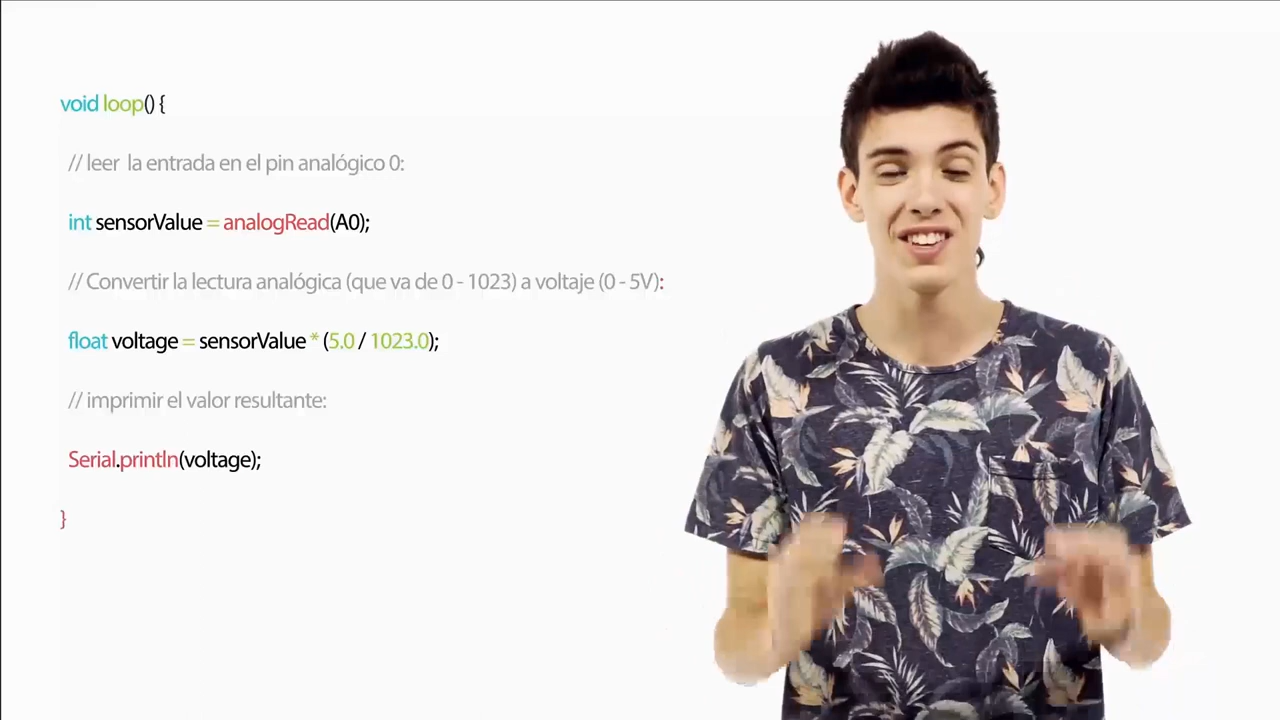 void loop() {
// leer la entrada en el pin analógico 0:
int sensorValue = analogRead(A0);
// Convertir la lectura analógica (que va de 0 - 1023) a voltaje (0 - 5V):
float voltage = sensorValue * (5.0 / 1023.0);
// imprimir el valor resultante:
Serial.println(voltage);
}